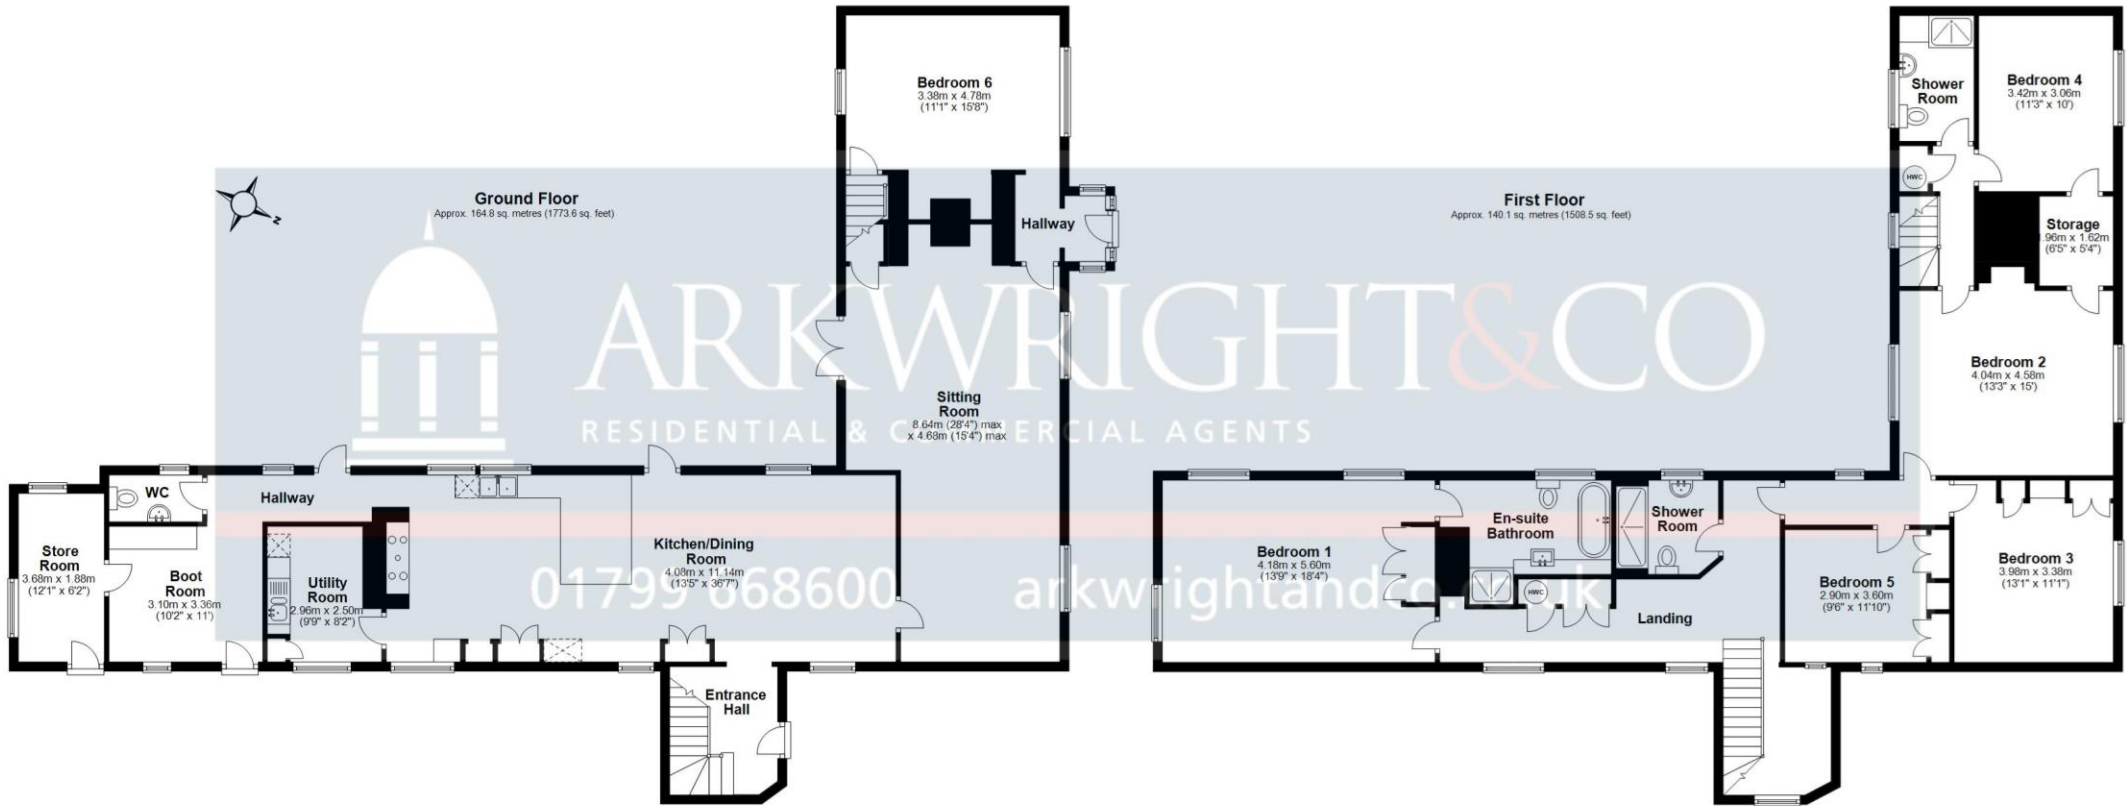 Ground Floor
Approx. 164.8 sq. metres (1773.6 sq. feet)
Bedroom 6
3.38m x 4.78m
(11'1" x 15'8")
Hallway
Sitting
Room
8.64m (28'4") max
x 4.68m (15'4") max
WC
Hallway
Store
Room
3.68m x 1.88m
(12'1" x 6'2")
Boot
Room
3.10m x 3.36m
(10'2" x 11')
Utility
Room
2.96m x 2.50m
(9'9" x 8'2")
Kitchen/Dining
Room
4.08m x 11.14m
(13'5" x 36'7")
Entrance
Hall
N
First Floor
Approx. 140.1 sq. metres (1508.5 sq. feet)
Shower
Room
Bedroom 4
3.42m x 3.06m
(11'3" x 10')
HWC
Storage
1.96m x 1.62m
(6'5" x 5'4")
Bedroom 2
4.04m x 4.58m
(13'3" x 15')
Bedroom 1
4.18m x 5.60m
(13'9" x 18'4")
En-suite
Bathroom
Shower
Room
HWC
Landing
Bedroom 5
2.90m x 3.60m
(9'6" x 11'10")
Bedroom 3
3.98m x 3.38m
(13'1" x 11'1")
ARKWRIGHT&CO
RESIDENTIAL & COMMERCIAL AGENTS
01799 668600
arkwrightandco.co.uk